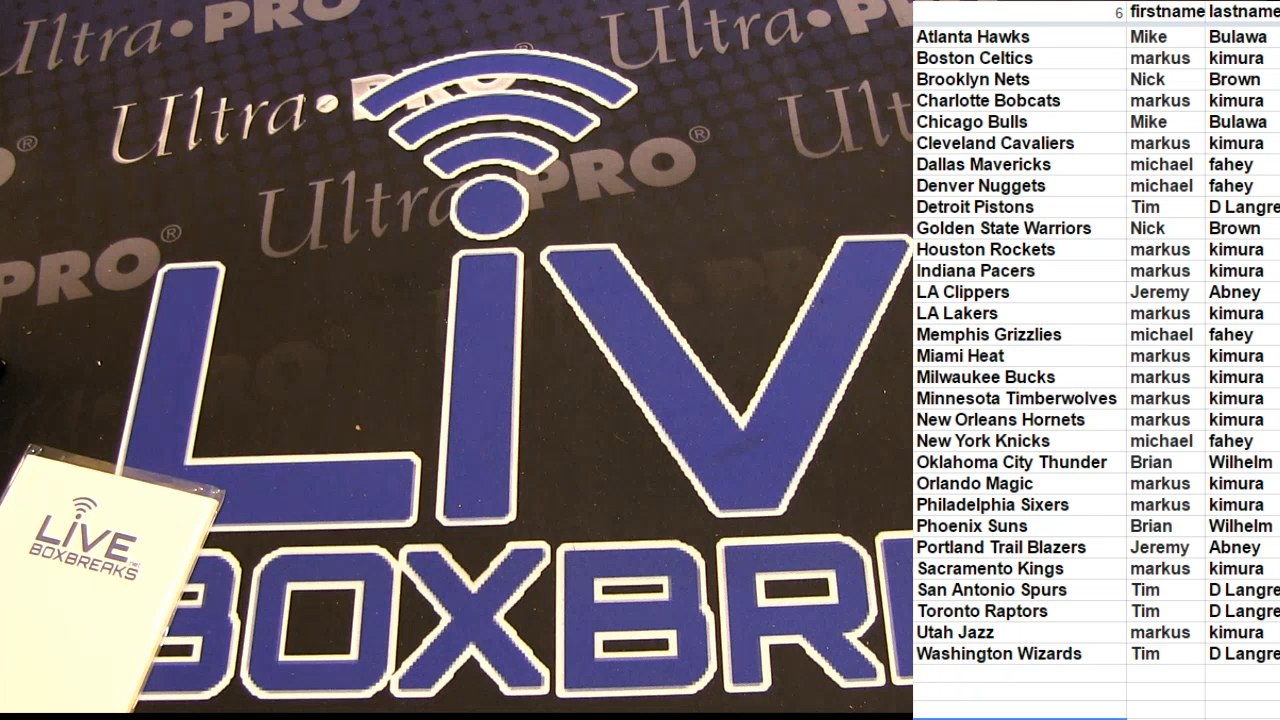 Ultra•PRO
Ultra•PRO
Ultra•PRO®
Ultra PRO®
Ult
PRO®
LiV
BOXBR
LiVE
BOXBREAKS
.net
6 firstname lastname
Atlanta Hawks Mike Bulawa
Boston Celtics markus kimura
Brooklyn Nets Nick Brown
Charlotte Bobcats markus kimura
Chicago Bulls Mike Bulawa
Cleveland Cavaliers markus kimura
Dallas Mavericks michael fahey
Denver Nuggets michael fahey
Detroit Pistons Tim D Langre
Golden State Warriors Nick Brown
Houston Rockets markus kimura
Indiana Pacers markus kimura
LA Clippers Jeremy Abney
LA Lakers markus kimura
Memphis Grizzlies michael fahey
Miami Heat markus kimura
Milwaukee Bucks markus kimura
Minnesota Timberwolves markus kimura
New Orleans Hornets markus kimura
New York Knicks michael fahey
Oklahoma City Thunder Brian Wilhelm
Orlando Magic markus kimura
Philadelphia Sixers markus kimura
Phoenix Suns Brian Wilhelm
Portland Trail Blazers Jeremy Abney
Sacramento Kings markus kimura
San Antonio Spurs Tim D Langre
Toronto Raptors Tim D Langre
Utah Jazz markus kimura
Washington Wizards Tim D Langre